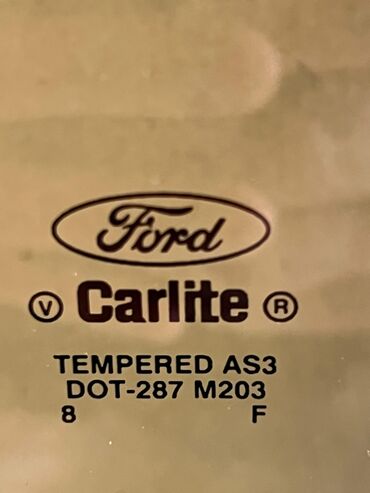 Ford
Ⓥ Carlite ®
TEMPERED AS3
DOT-287 M203
8 F